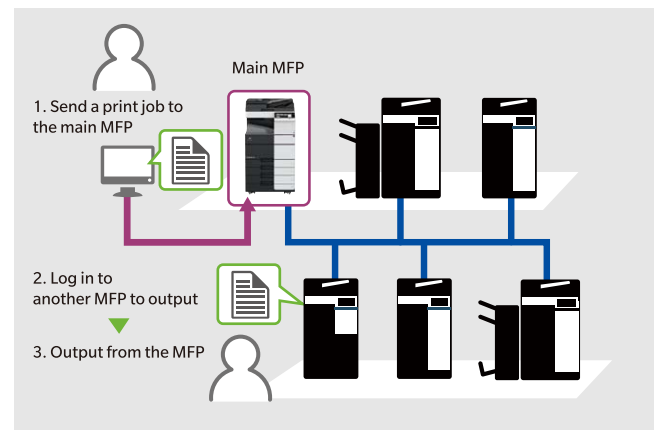 Main MFP
1. Send a print job to
the main MFP
2. Log in to
another MFP to output
3. Output from the MFP